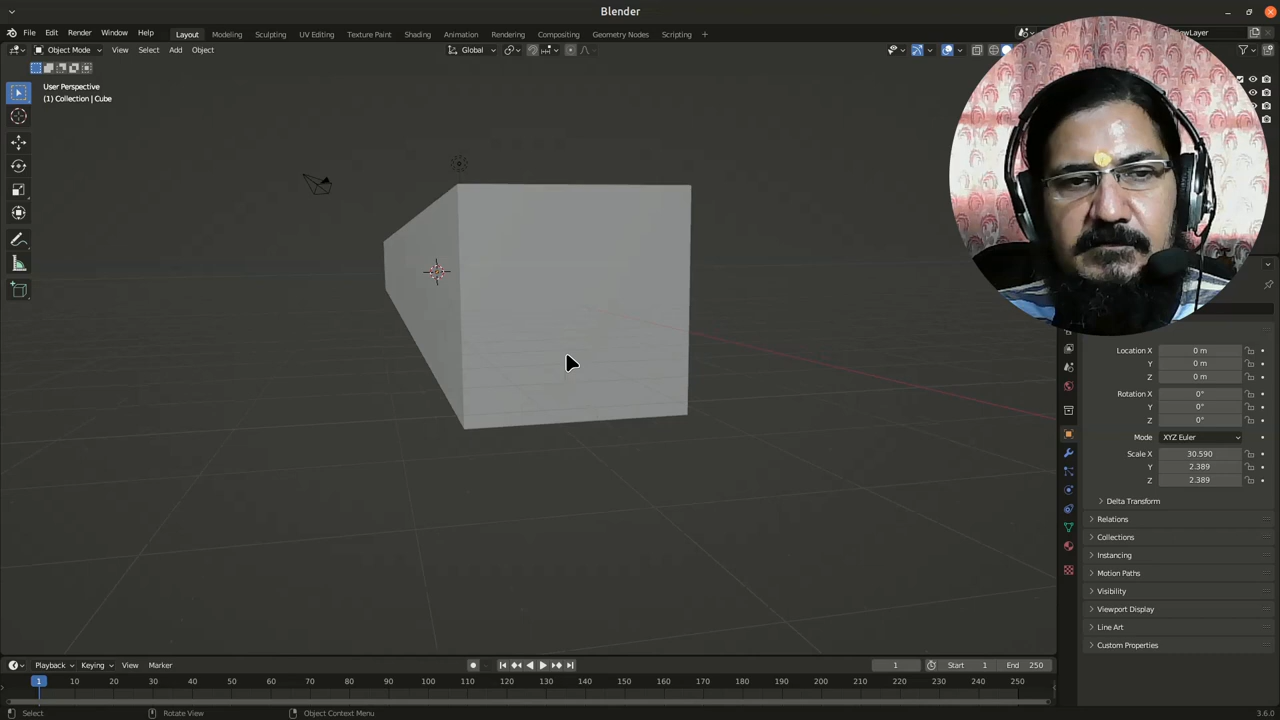 Blender
File Edit Render Window Help Layout Modeling Sculpting UV Editing Texture Paint Shading Animation Rendering Compositing Geometry Nodes Scripting +
Object Mode View Select Add Object Global
User Perspective
(1) Collection | Cube
Location X 0 m
Y 0 m
Z 0 m
Rotation X 0°
Y 0°
Z 0°
Mode XYZ Euler
Scale X 30.590
Y 2.389
Z 2.389
Delta Transform
Relations
Collections
Instancing
Motion Paths
Visibility
Viewport Display
Line Art
Custom Properties
Playback Keying View Marker 1 Start 1 End 250
1 10 20 30 40 50 60 70 80 90 100 110 120 130 140 150 160 170 180 190 200 210 220 230 240 250
Select Rotate View Object Context Menu 3.6.0